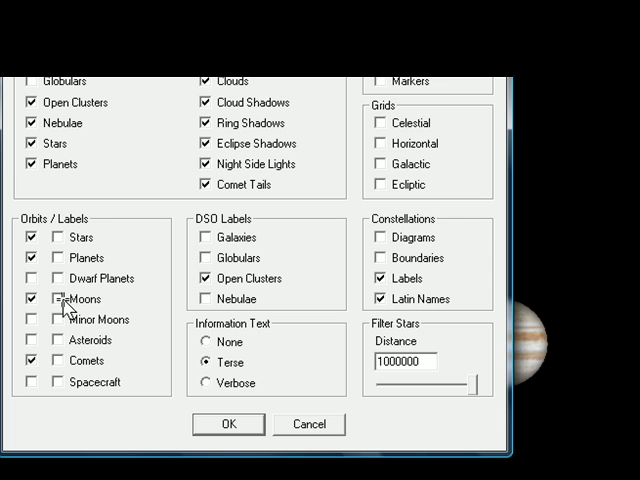 Globulars
Open Clusters
Nebulae
Stars
Planets
Clouds
Cloud Shadows
Ring Shadows
Eclipse Shadows
Night Side Lights
Comet Tails
Markers
Grids
Celestial
Horizontal
Galactic
Ecliptic
Orbits / Labels
Stars
Planets
Dwarf Planets
Moons
Minor Moons
Asteroids
Comets
Spacecraft
DSO Labels
Galaxies
Globulars
Open Clusters
Nebulae
Information Text
None
Terse
Verbose
Constellations
Diagrams
Boundaries
Labels
Latin Names
Filter Stars
Distance
1000000
OK
Cancel